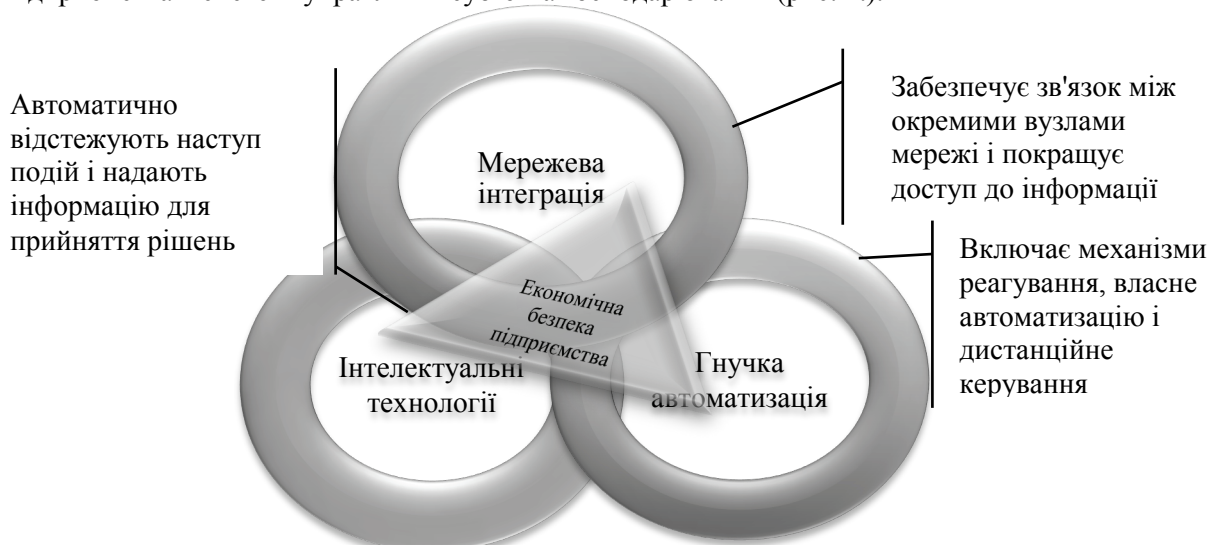 Автоматично
відстежують наступ
подій і надають
інформацію для
прийняття рішень
Мережева
інтеграція
Забезпечує зв'язок між
окремими вузлами
мережі і покращує
доступ до інформації
Економічна
безпека
підприємства
Інтелектуальні
технології
Гнучка
автоматизація
Включає механізми
реагування, власне
автоматизацію і
дистанційне
керування